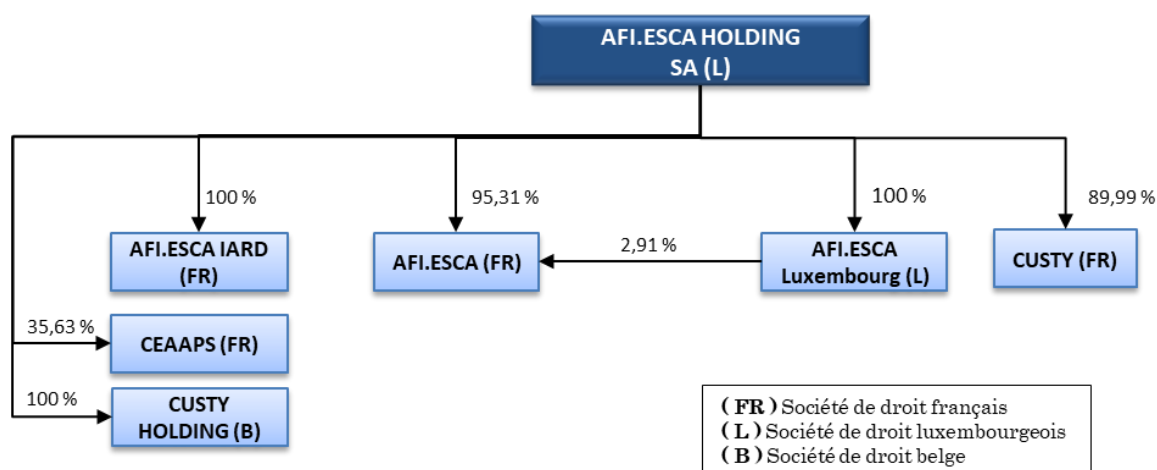 AFI.ESCA HOLDING
SA (L)
100 %
95,31 %
100 %
89,99 %
AFI.ESCA IARD
(FR)
AFI.ESCA (FR)
2,91 %
AFI.ESCA
Luxembourg (L)
CUSTY (FR)
35,63 %
CEAAPS (FR)
100 %
CUSTY
HOLDING (B)
( FR ) Société de droit français
( L ) Société de droit luxembourgeois
( B ) Société de droit belge